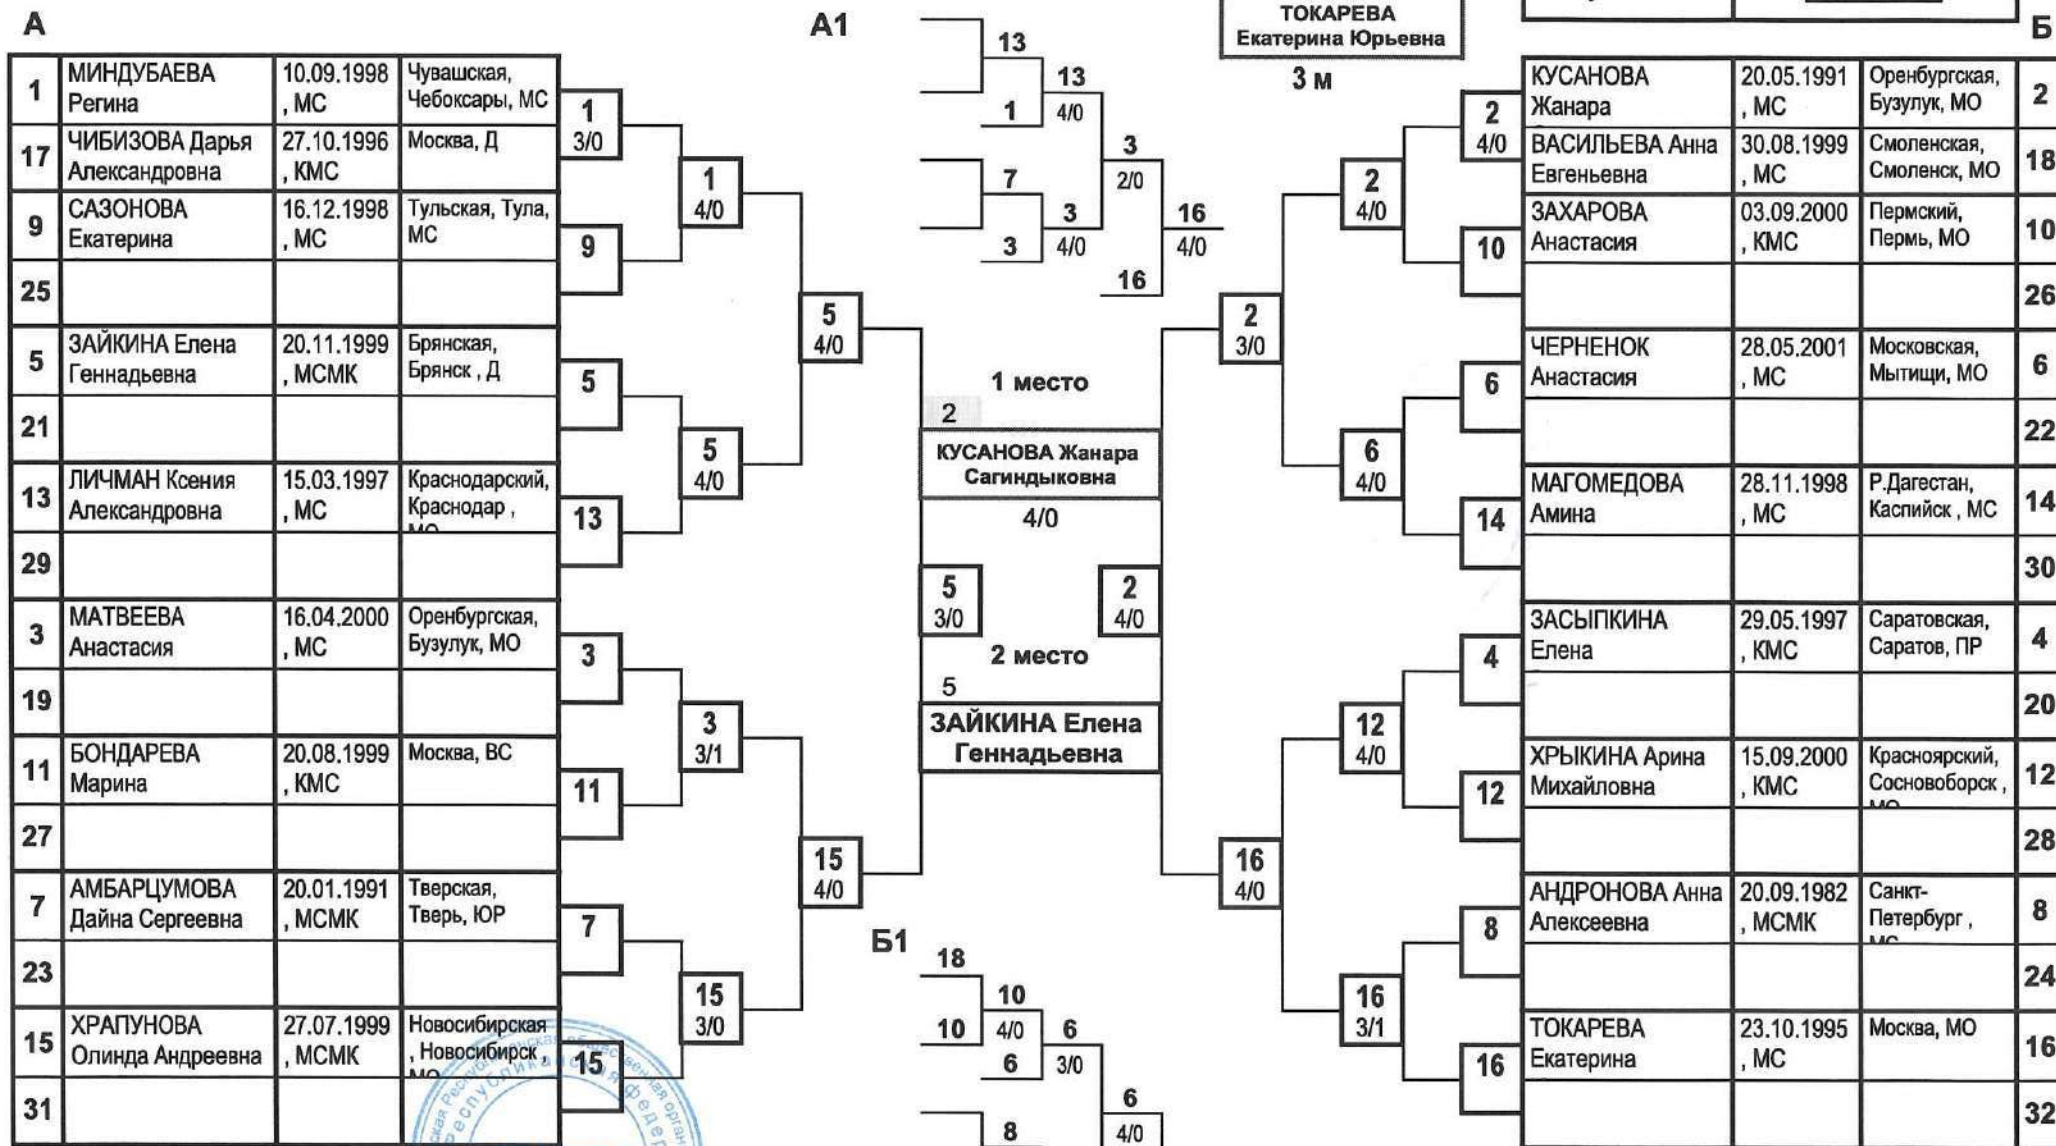 А
А1
Б
ТОКАРЕВА
Екатерина Юрьевна
3 м
1
МИНДУБАЕВА
Регина
10.09.1998
, МС
Чувашская,
Чебоксары, МС
17
ЧИБИЗОВА Дарья
Александровна
27.10.1996
, КМС
Москва, Д
9
САЗОНОВА
Екатерина
16.12.1998
, МС
Тульская, Тула,
МС
25
5
ЗАЙКИНА Елена
Геннадьевна
20.11.1999
, МСМК
Брянская,
Брянск , Д
21
13
ЛИЧМАН Ксения
Александровна
15.03.1997
, МС
Краснодарский,
Краснодар ,
29
3
МАТВЕЕВА
Анастасия
16.04.2000
, МС
Оренбургская,
Бузулук, МО
19
11
БОНДАРЕВА
Марина
20.08.1999
, КМС
Москва, ВС
27
7
АМБАРЦУМОВА
Дайна Сергеевна
20.01.1991
, МСМК
Тверская,
Тверь, ЮР
23
15
ХРАПУНОВА
Олинда Андреевна
27.07.1999
, МСМК
Новосибирская
, Новосибирск ,
31
1
3/0
9
5
13
3
11
7
15
1
4/0
5
4/0
3
3/1
15
3/0
5
4/0
15
4/0
13
1
13
4/0
7
3
3
4/0
3
2/0
16
16
4/0
1 место
2
КУСАНОВА Жанара
Сагиндыковна
4/0
5
3/0
2
4/0
2 место
5
ЗАЙКИНА Елена
Геннадьевна
Б1
18
10
10
4/0
6
6
3/0
8
6
4/0
2
3/0
16
4/0
2
4/0
6
4/0
12
4/0
16
3/1
2
4/0
10
6
14
4
12
8
16
КУСАНОВА
Жанара
20.05.1991
, МС
Оренбургская,
Бузулук, МО
2
ВАСИЛЬЕВА Анна
Евгеньевна
30.08.1999
, МС
Смоленская,
Смоленск, МО
18
ЗАХАРОВА
Анастасия
03.09.2000
, КМС
Пермский,
Пермь, МО
10
26
ЧЕРНЕНОК
Анастасия
28.05.2001
, МС
Московская,
Мытищи, МО
6
22
МАГОМЕДОВА
Амина
28.11.1998
, МС
Р.Дагестан,
Каспийск , МС
14
30
ЗАСЫПКИНА
Елена
29.05.1997
, КМС
Саратовская,
Саратов, ПР
4
20
ХРЫКИНА Арина
Михайловна
15.09.2000
, КМС
Красноярский,
Сосновоборск ,
12
28
АНДРОНОВА Анна
Алексеевна
20.09.1982
, МСМК
Санкт-
Петербург ,
8
24
ТОКАРЕВА
Екатерина
23.10.1995
, МС
Москва, МО
16
32